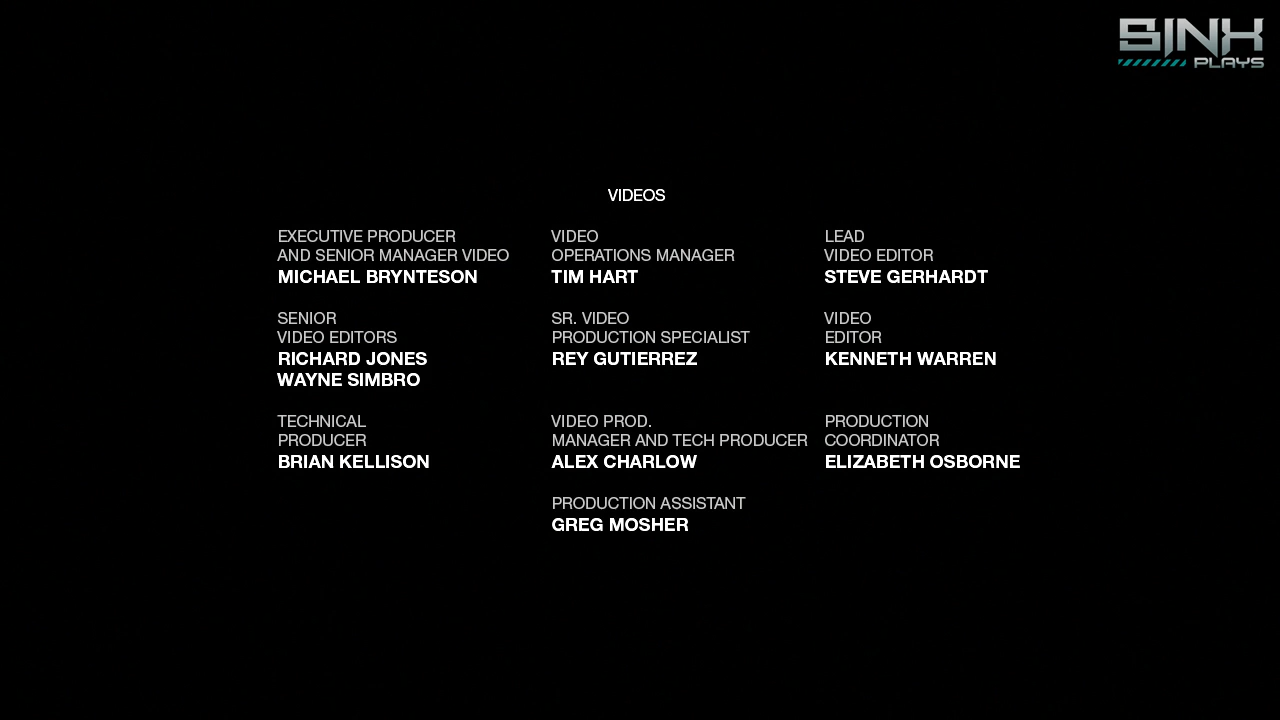 SINX
PLAYS
VIDEOS
EXECUTIVE PRODUCER
AND SENIOR MANAGER VIDEO
MICHAEL BRYNTESON
VIDEO
OPERATIONS MANAGER
TIM HART
LEAD
VIDEO EDITOR
STEVE GERHARDT
SENIOR
VIDEO EDITORS
RICHARD JONES
WAYNE SIMBRO
SR. VIDEO
PRODUCTION SPECIALIST
REY GUTIERREZ
VIDEO
EDITOR
KENNETH WARREN
TECHNICAL
PRODUCER
BRIAN KELLISON
VIDEO PROD.
MANAGER AND TECH PRODUCER
ALEX CHARLOW
PRODUCTION
COORDINATOR
ELIZABETH OSBORNE
PRODUCTION ASSISTANT
GREG MOSHER